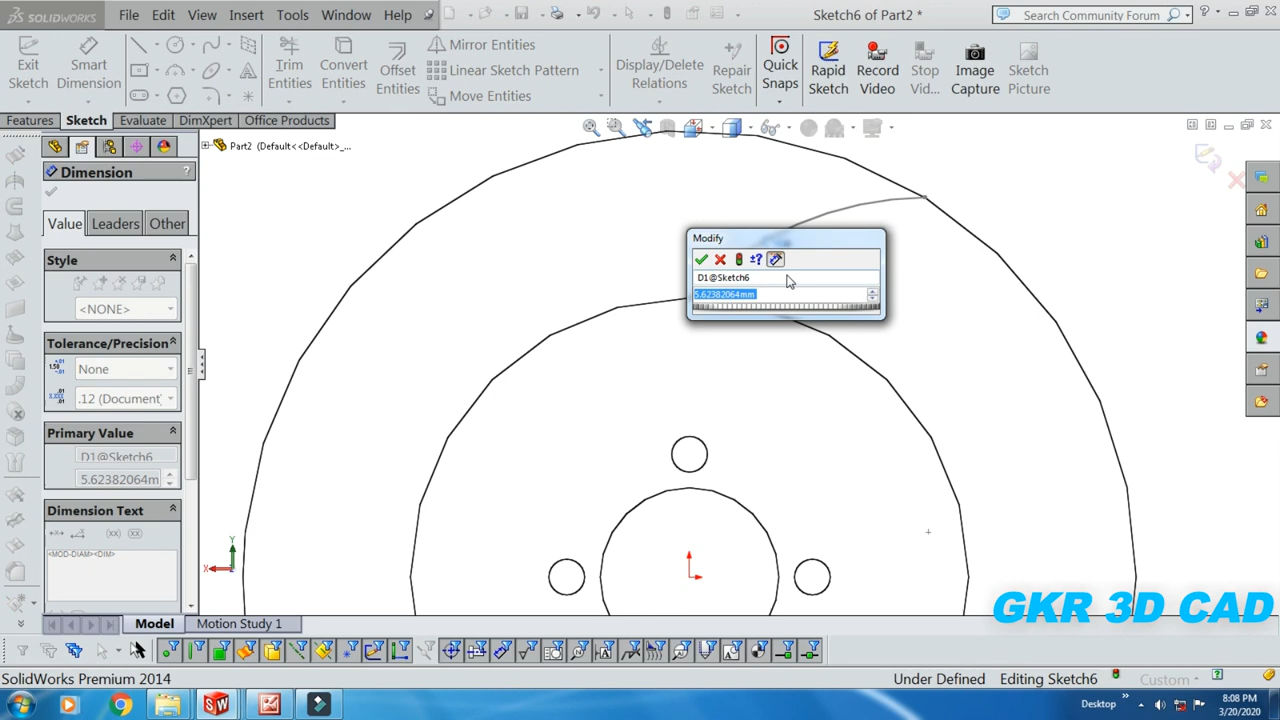 SOLIDWORKS File Edit View Insert Tools Window Help Sketch6 of Part2 * Search Community Forum
Exit Sketch
Smart Dimension
Trim Entities
Convert Entities
Offset Entities
Mirror Entities
Linear Sketch Pattern
Move Entities
Display/Delete Relations
Repair Sketch
Quick Snaps
Rapid Sketch
Record Video
Stop Vid...
Image Capture
Sketch Picture
Features Sketch Evaluate DimXpert Office Products
Part2 (Default<<Default>_...
Dimension ?
Value Leaders Other
Style
<NONE>
Tolerance/Precision
None
.12 (Document)
Primary Value
D1@Sketch6
5.62382064m
Dimension Text
<MOD-DIAM><DIM>
Modify
D1@Sketch6
5.62382064mm
Y
X
GKR 3D CAD
Model Motion Study 1
SolidWorks Premium 2014 Under Defined Editing Sketch6 Custom
Desktop 8:08 PM
3/20/2020